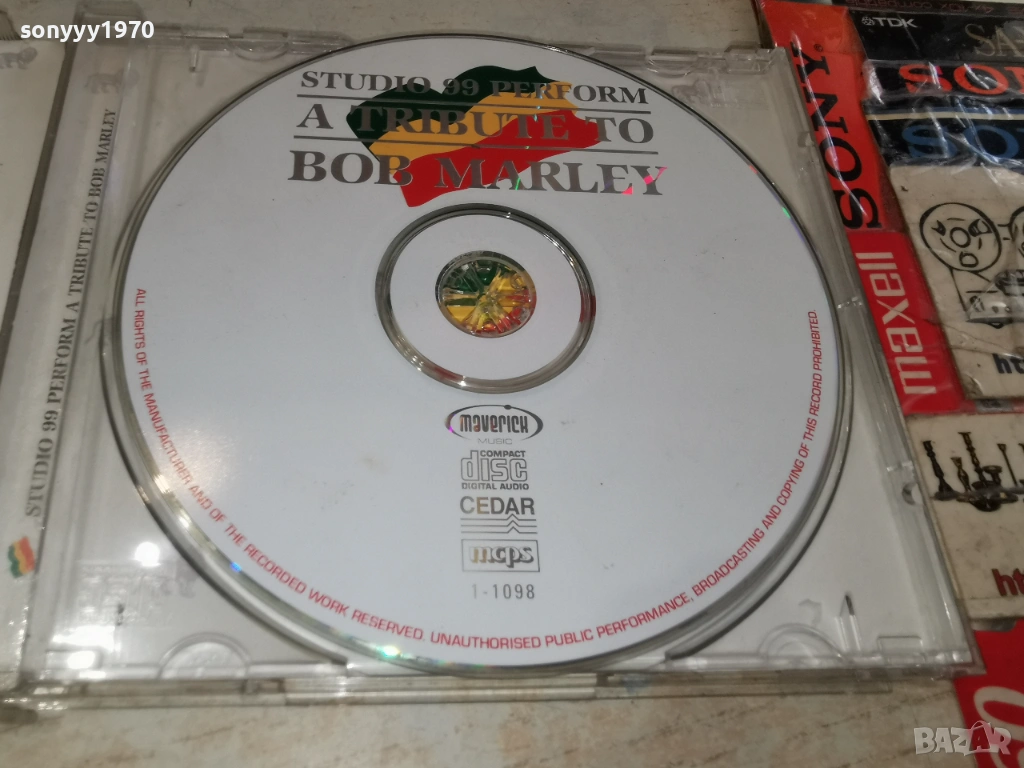 sonyyy1970
STUDIO 99 PERFORM
A TRIBUTE TO
BOB MARLEY
STUDIO 99 PERFORM A TRIBUTE TO BOB MARLEY
maverick
MUSIC
COMPACT
disc
DIGITAL AUDIO
CEDAR
mcps
1-1098
ALL RIGHTS OF THE MANUFACTURER AND OF THE RECORDED WORK RESERVED. UNAUTHORISED PUBLIC PERFORMANCE, BROADCASTING AND COPYING OF THIS RECORD PROHIBITED.
TDK
SONY
maxell
BAZAR